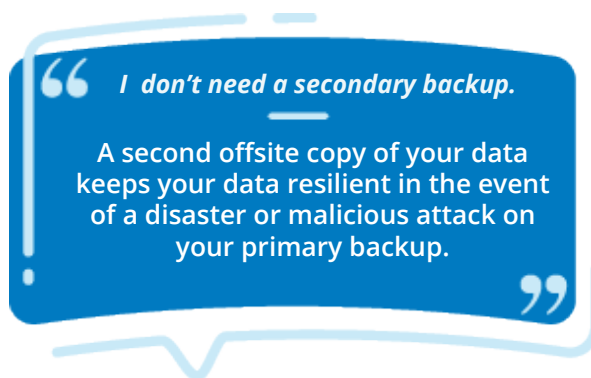 I don’t need a secondary backup.
A second offsite copy of your data
keeps your data resilient in the event
of a disaster or malicious attack on
your primary backup.